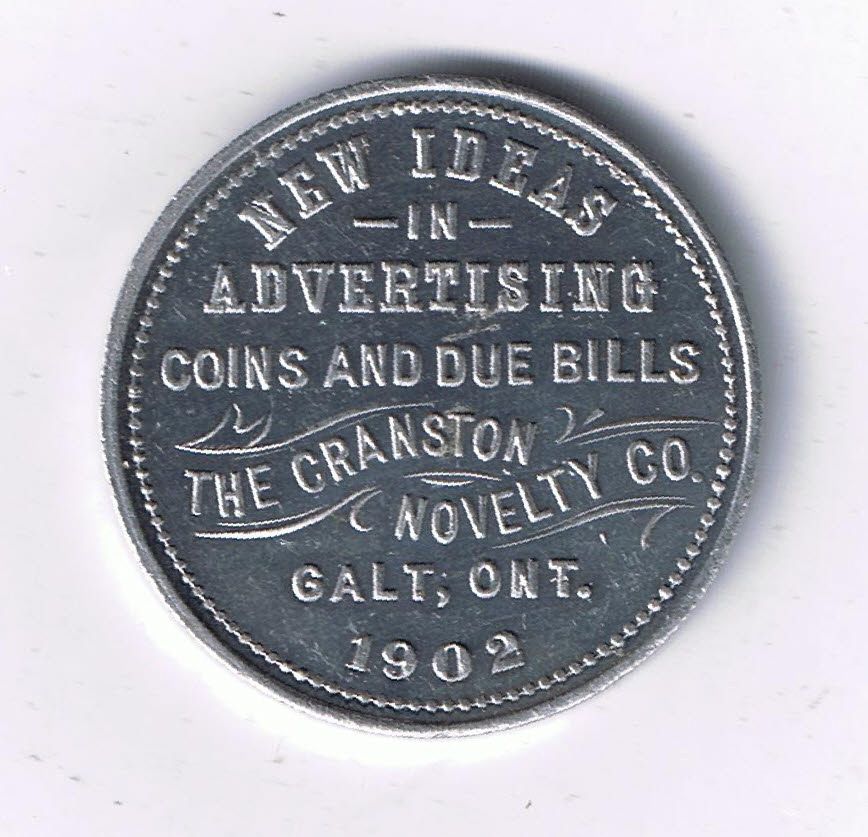 NEW IDEAS
—IN—
ADVERTISING
COINS AND DUE BILLS
THE CRANSTON
NOVELTY CO.
GALT, ONT.
1902